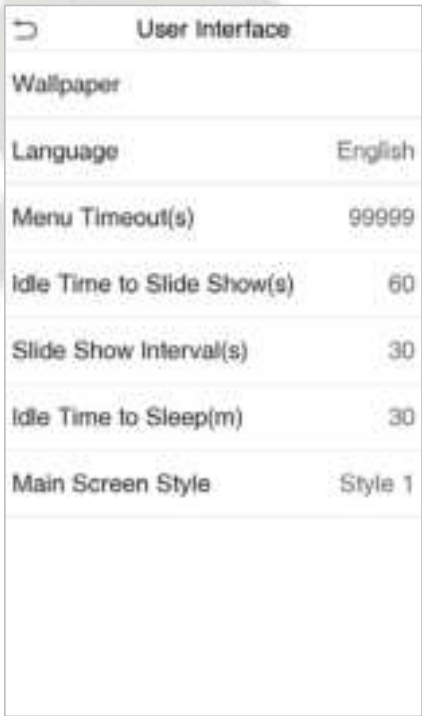 User Interface
Wallpaper
Language English
Menu Timeout(s) 99999
Idle Time to Slide Show(s) 60
Slide Show Interval(s) 30
Idle Time to Sleep(m) 30
Main Screen Style Style 1